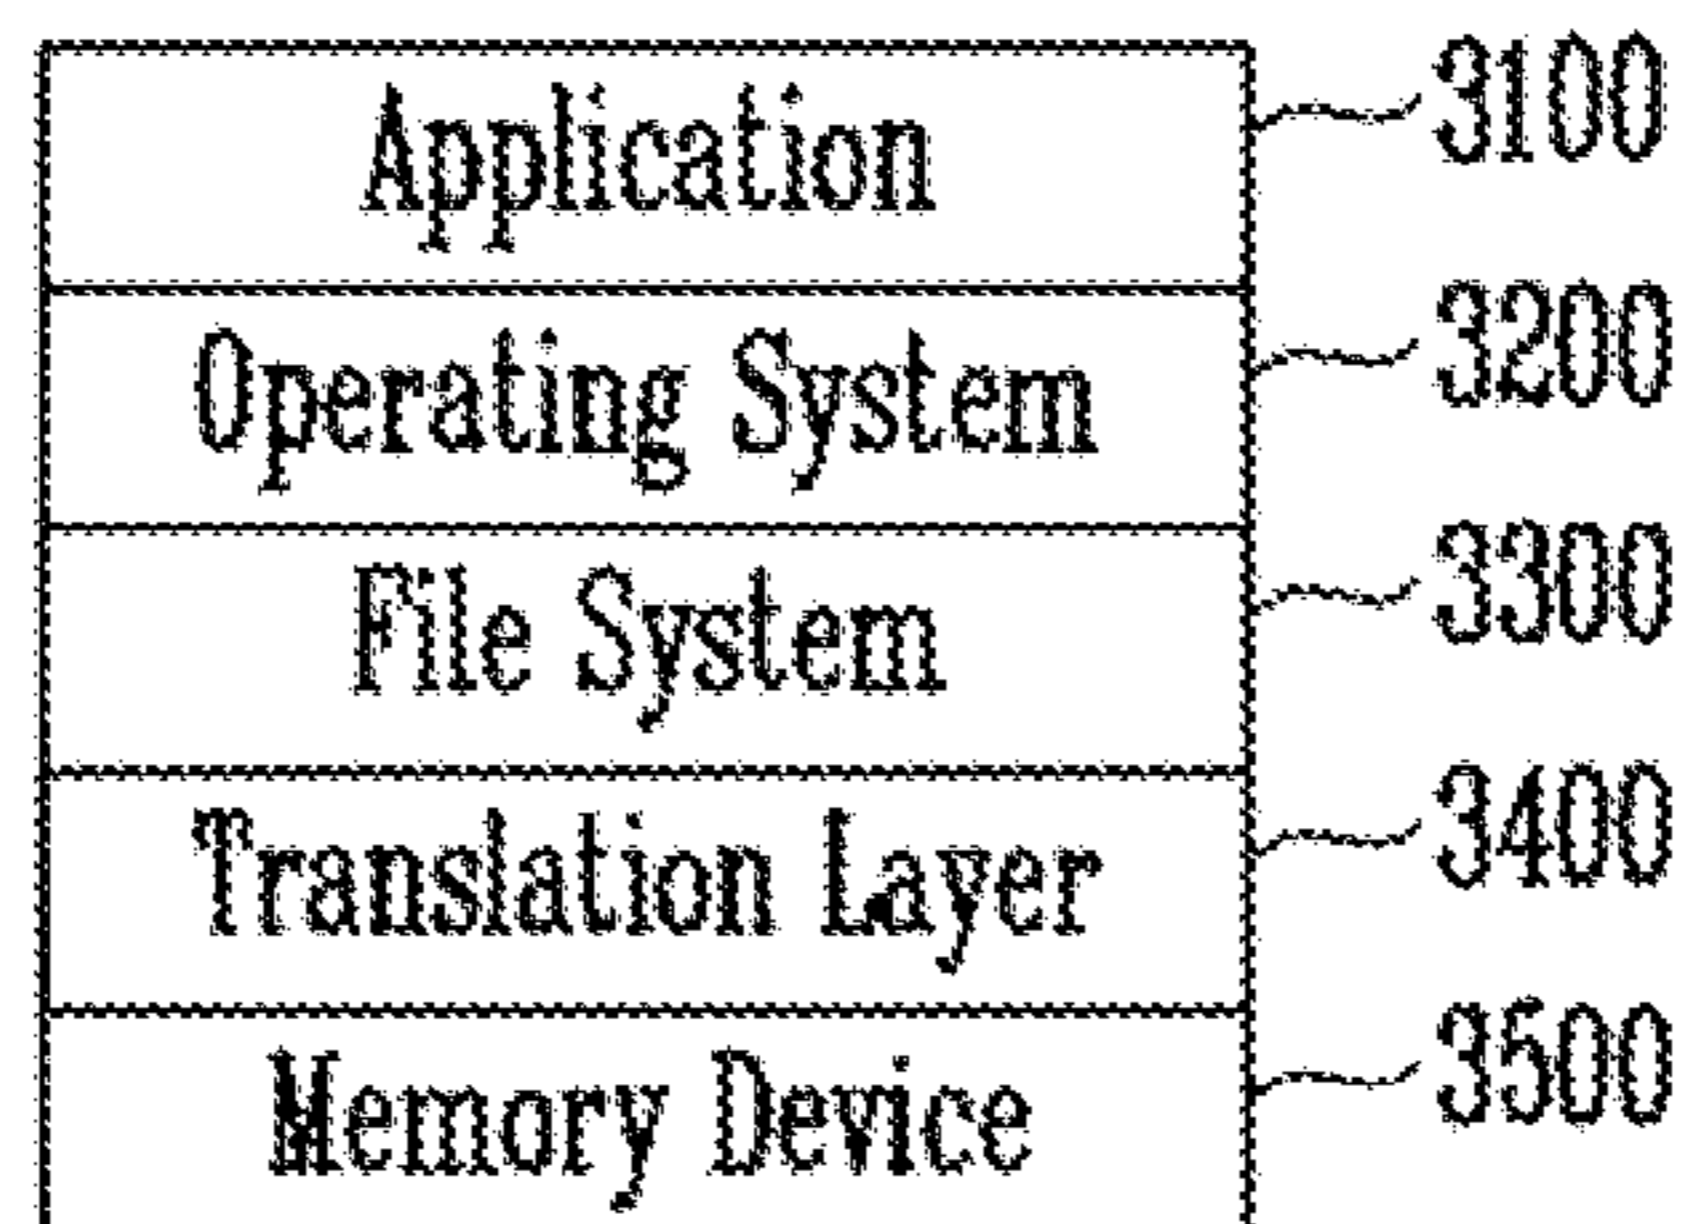 Application 3100
Operating System 3200
File System 3300
Translation Layer 3400
Memory Device 3500